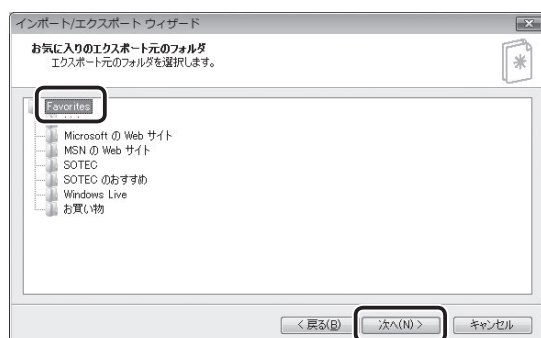 インポート/エクスポート ウィザード
お気に入りのエクスポート元のフォルダ
エクスポート元のフォルダを選択します。
Favorites
Microsoft の Web サイト
MSN の Web サイト
SOTEC
SOTEC のおすすめ
Windows Live
お買い物
< 戻る(B)
次へ(N) >
キャンセル